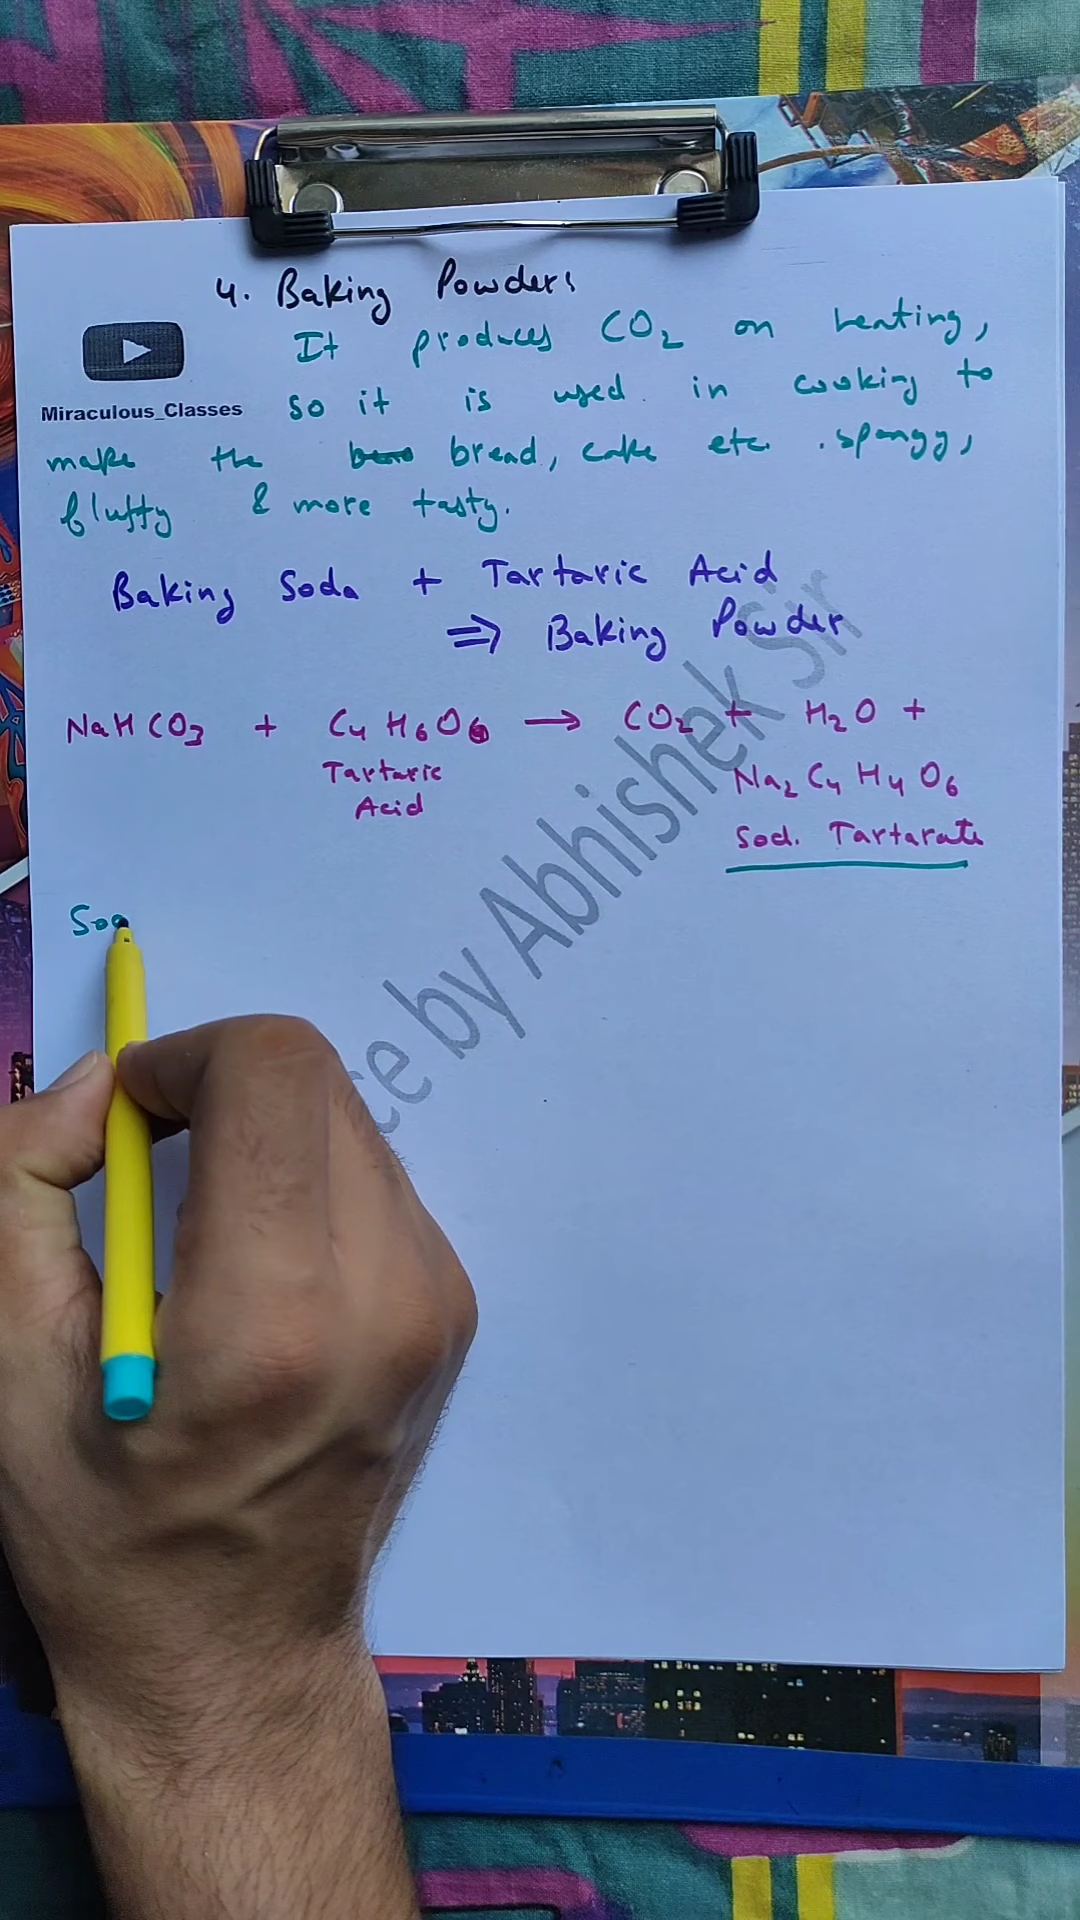 4. Baking Powder:
It produces CO2 on heating,
Miraculous_Classes
so it is used in cooking to
make the bread, cake etc. spongy,
fluffy & more tasty.
Baking Soda + Tartaric Acid
⇒ Baking Powder
NaHCO3 + C4H6O6 → CO2 + H2O +
Tartaric
Acid
Na2C4H4O6
Sod. Tartarate
Soo
ce by Abhishek Sir